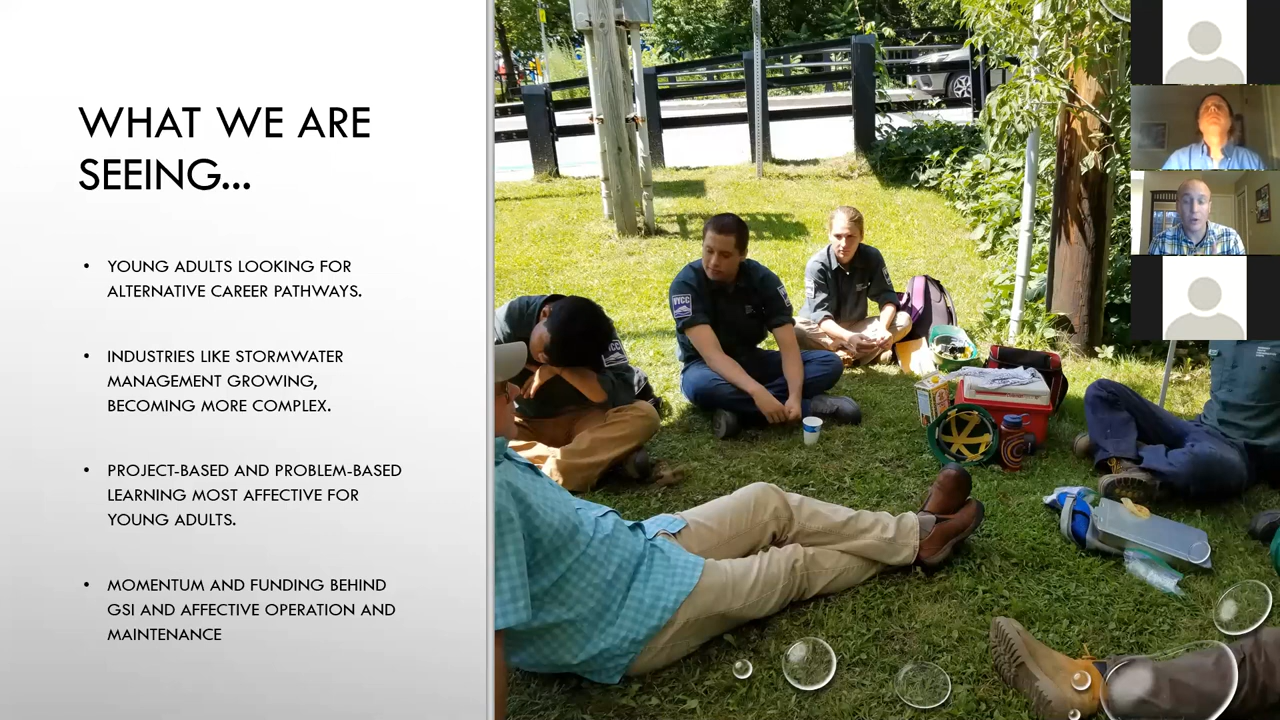 WHAT WE ARE
SEEING...
• YOUNG ADULTS LOOKING FOR
ALTERNATIVE CAREER PATHWAYS.
• INDUSTRIES LIKE STORMWATER
MANAGEMENT GROWING,
BECOMING MORE COMPLEX.
• PROJECT-BASED AND PROBLEM-BASED
LEARNING MOST AFFECTIVE FOR
YOUNG ADULTS.
• MOMENTUM AND FUNDING BEHIND
GSI AND AFFECTIVE OPERATION AND
MAINTENANCE
VYCC